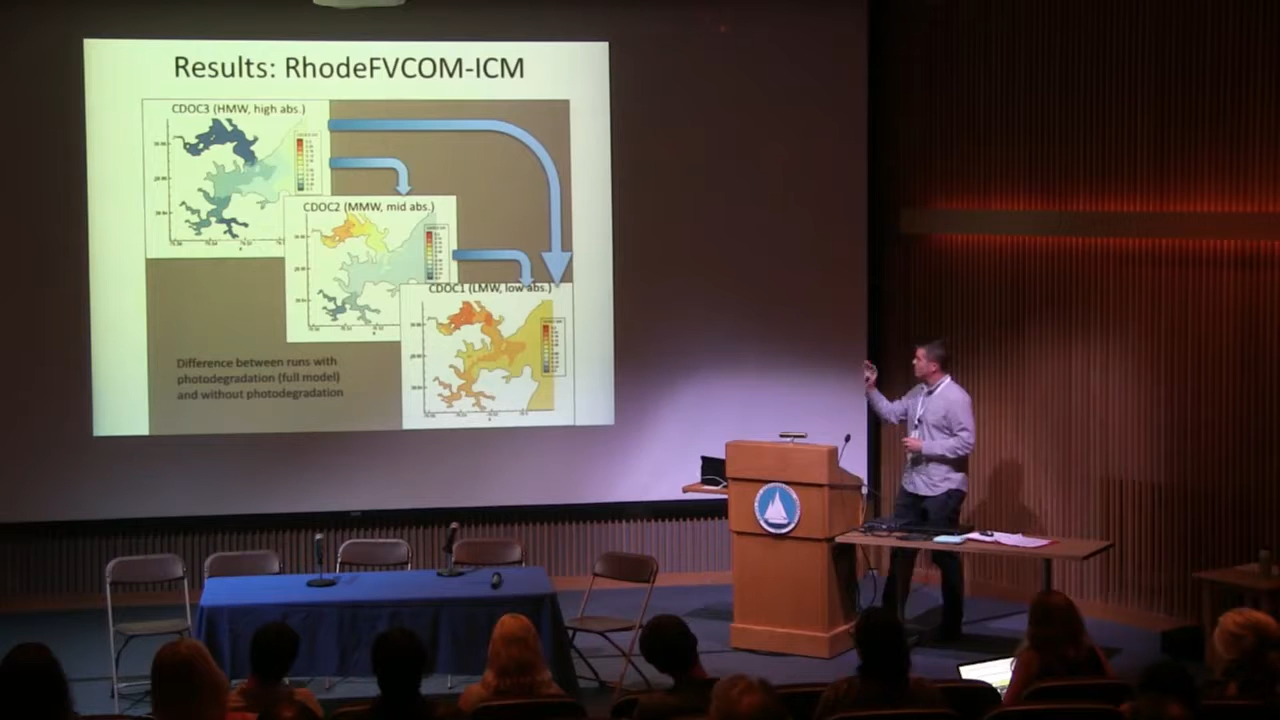 Results: RhodeFVCOM-ICM
CDOC3 (HMW, high abs.)
CDOC2 (MMW, mid abs.)
CDOC1 (LMW, low abs.)
Difference between runs with
photodegradation (full model)
and without photodegradation